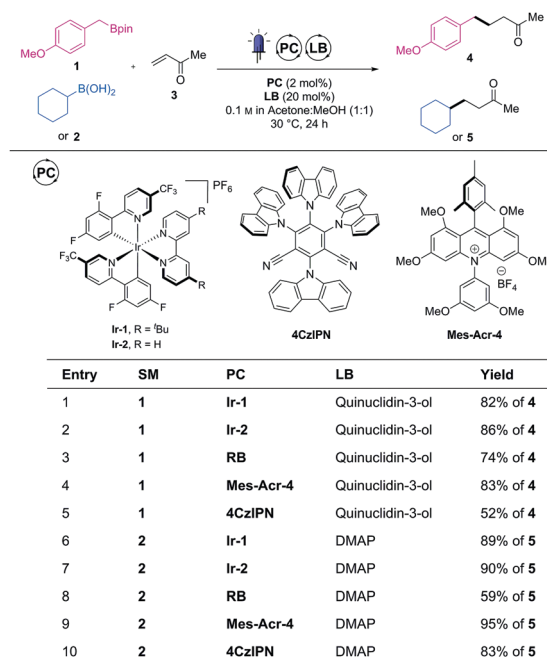 Bpin
MeO
1
B(OH)2
or 2
+
Me
O
3
PC LB
PC (2 mol%)
LB (20 mol%)
0.1 M in Acetone:MeOH (1:1)
30 °C, 24 h
MeO
Me
O
4
Me
O
or 5
PC
CF3
PF6
F
N
R
F
N
Ir
F3C
N
N
R
F
F
Ir-1, R = tBu
Ir-2, R = H
N
N
N
NC
CN
N
4CzIPN
MeO
OMe
MeO
OMe
N
+
−
BF4
MeO
OMe
Mes-Acr-4
Entry SM PC LB Yield
1 1 Ir-1 Quinuclidin-3-ol 82% of 4
2 1 Ir-2 Quinuclidin-3-ol 86% of 4
3 1 RB Quinuclidin-3-ol 74% of 4
4 1 Mes-Acr-4 Quinuclidin-3-ol 83% of 4
5 1 4CzIPN Quinuclidin-3-ol 52% of 4
6 2 Ir-1 DMAP 89% of 5
7 2 Ir-2 DMAP 90% of 5
8 2 RB DMAP 59% of 5
9 2 Mes-Acr-4 DMAP 95% of 5
10 2 4CzIPN DMAP 83% of 5